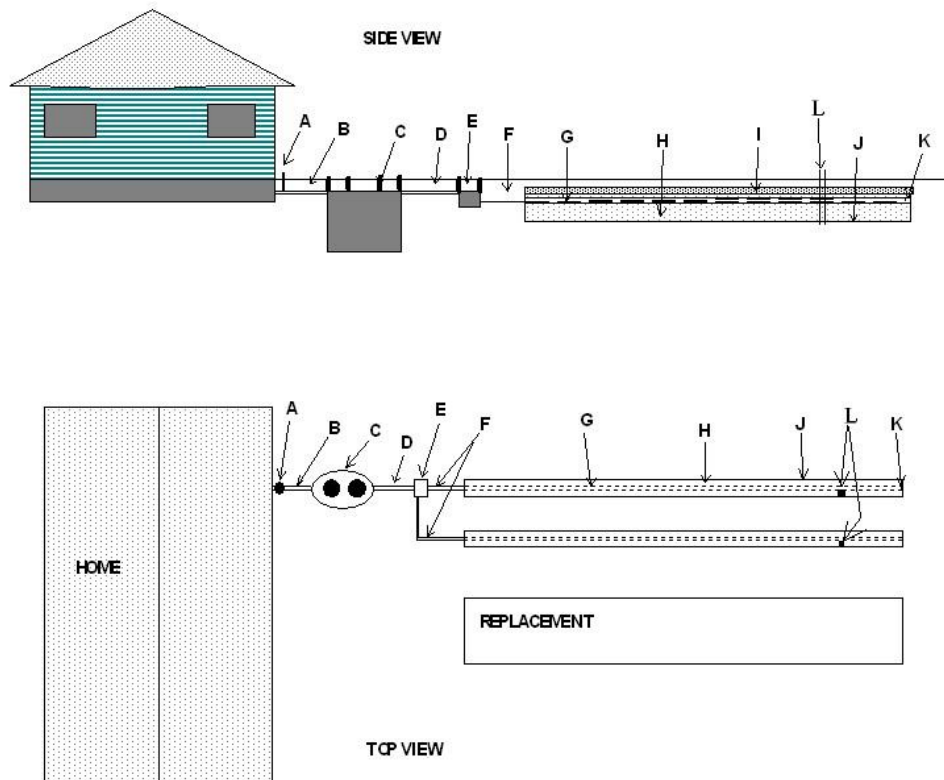 SIDE VIEW
A B C D E F G H I L J K
A B C D E F G H J L K
HOME
REPLACEMENT
TOP VIEW